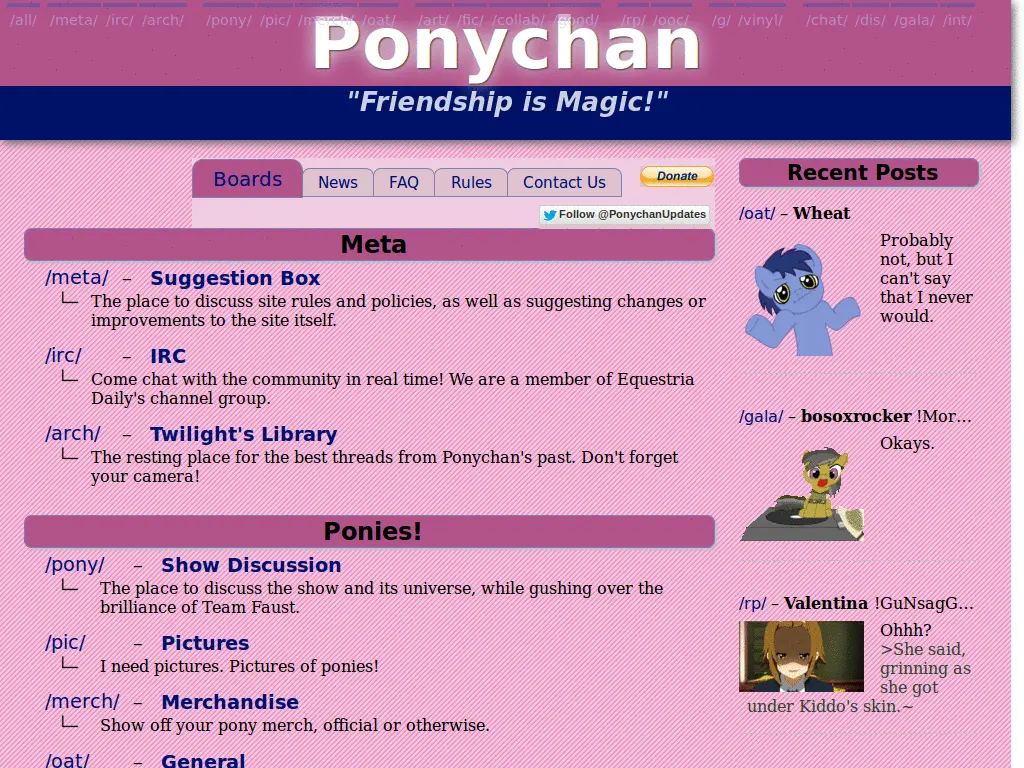 /all/ /meta/ /irc/ /arch/ /pony/ /pic/ /merch/ /oat/ /art/ /fic/ /collab/ /good/ /rp/ /ooc/ /g/ /vinyl/ /chat/ /dis/ /gala/ /int/
Ponychan
"Friendship is Magic!"
Boards News FAQ Rules Contact Us Donate
Follow @PonychanUpdates
Meta
/meta/ – Suggestion Box
The place to discuss site rules and policies, as well as suggesting changes or
improvements to the site itself.
/irc/ – IRC
Come chat with the community in real time! We are a member of Equestria
Daily's channel group.
/arch/ – Twilight's Library
The resting place for the best threads from Ponychan's past. Don't forget
your camera!
Ponies!
/pony/ – Show Discussion
The place to discuss the show and its universe, while gushing over the
brilliance of Team Faust.
/pic/ – Pictures
I need pictures. Pictures of ponies!
/merch/ – Merchandise
Show off your pony merch, official or otherwise.
/oat/ – General
Recent Posts
/oat/ – Wheat
Probably
not, but I
can't say
that I never
would.
/gala/ – bosoxrocker !Mor...
Okays.
/rp/ – Valentina !GuNsagG...
Ohhh?
>She said,
grinning as
she got
under Kiddo's skin.~